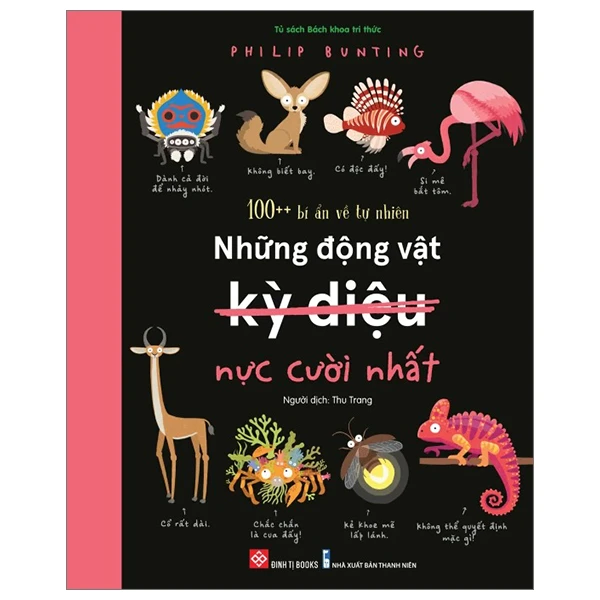 Tủ sách Bách khoa tri thức
PHILIP BUNTING
Dành cả đời
để nhảy nhót.
Không biết bay.
Có độc đấy!
Si mê
bắt tôm.
100++ bí ẩn về tự nhiên
Những động vật
kỳ diệu
nực cười nhất
Người dịch: Thu Trang
Cổ rất dài.
Chắc chắn
là cua đấy!
Kẻ khoe mẽ
lấp lánh.
Không thể quyết định
mặc gì!
ĐINH TỊ BOOKS
NHÀ XUẤT BẢN THANH NIÊN